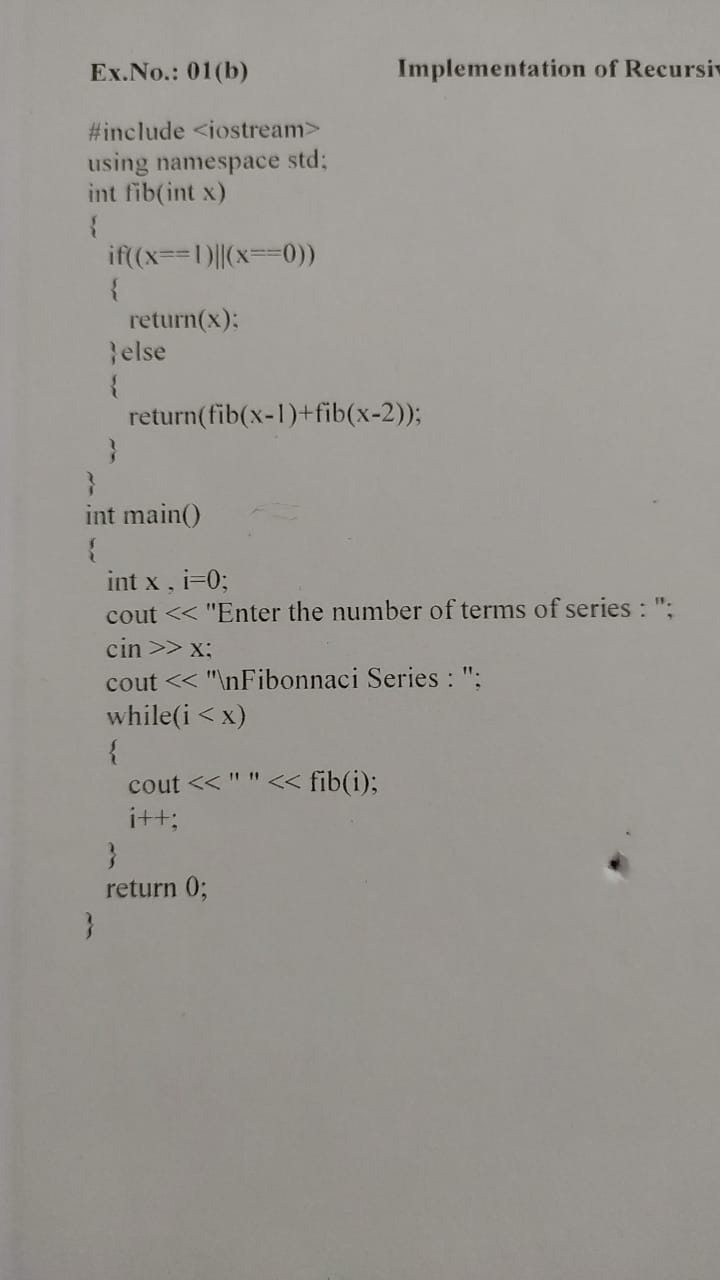 Ex.No.: 01(b) Implementation of
#include <iostream>
using namespace std;
int fib(int x)
{
if((x==1)||(x==0))
{
return(x);
}else
{
return(fib(x-1)+fib(x-2));
}
}
int main()
{
int x , i=0;
cout << "Enter the number of terms of series : ";
cin >> x;
cout << "\nFibonnaci Series : ";
while(i < x)
{
cout << " " << fib(i);
i++;
}
return 0;
}